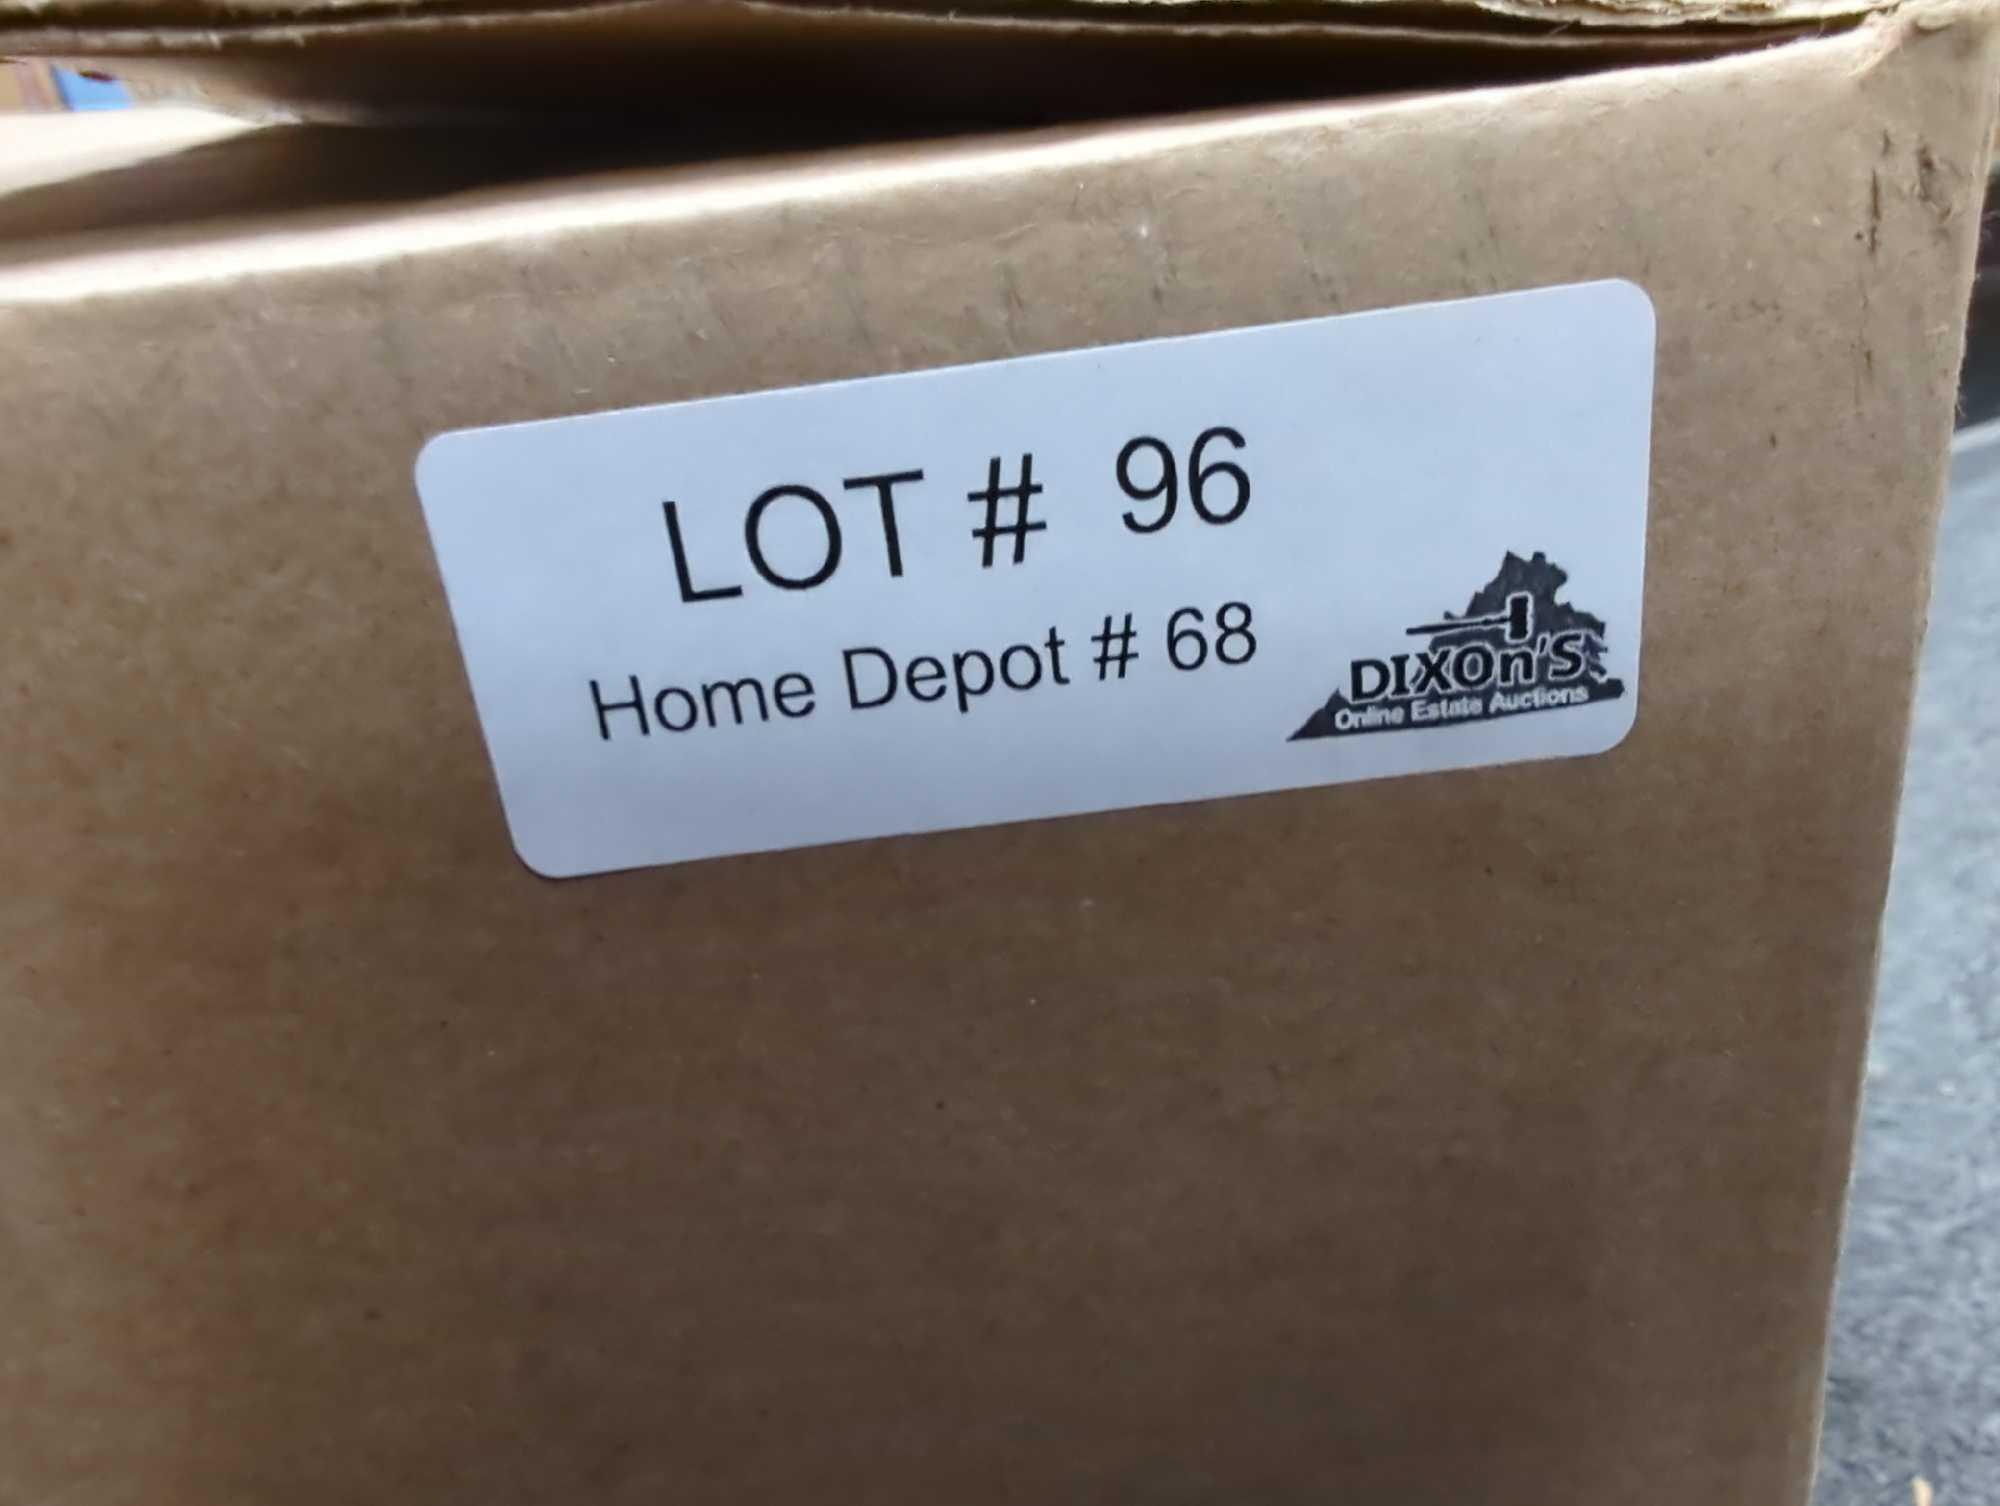 LOT # 96
Home Depot # 68
DIXOn'S
Online Estate Auctions